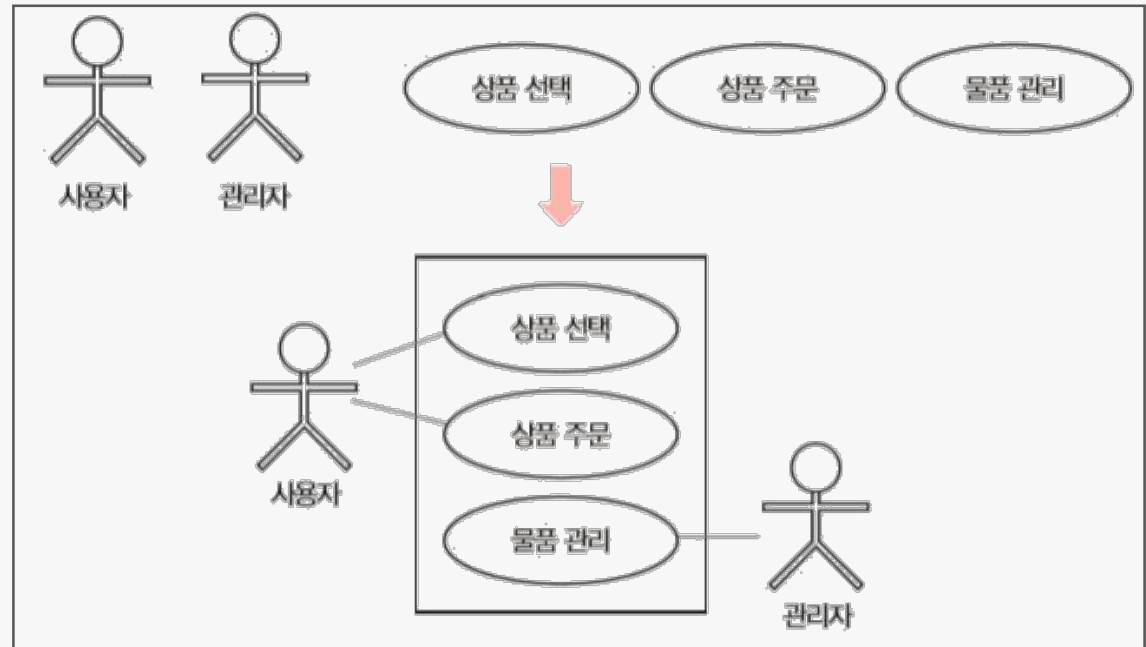 상품 선택
상품 주문
물품 관리
사용자
관리자
상품 선택
상품 주문
사용자
물품 관리
관리자